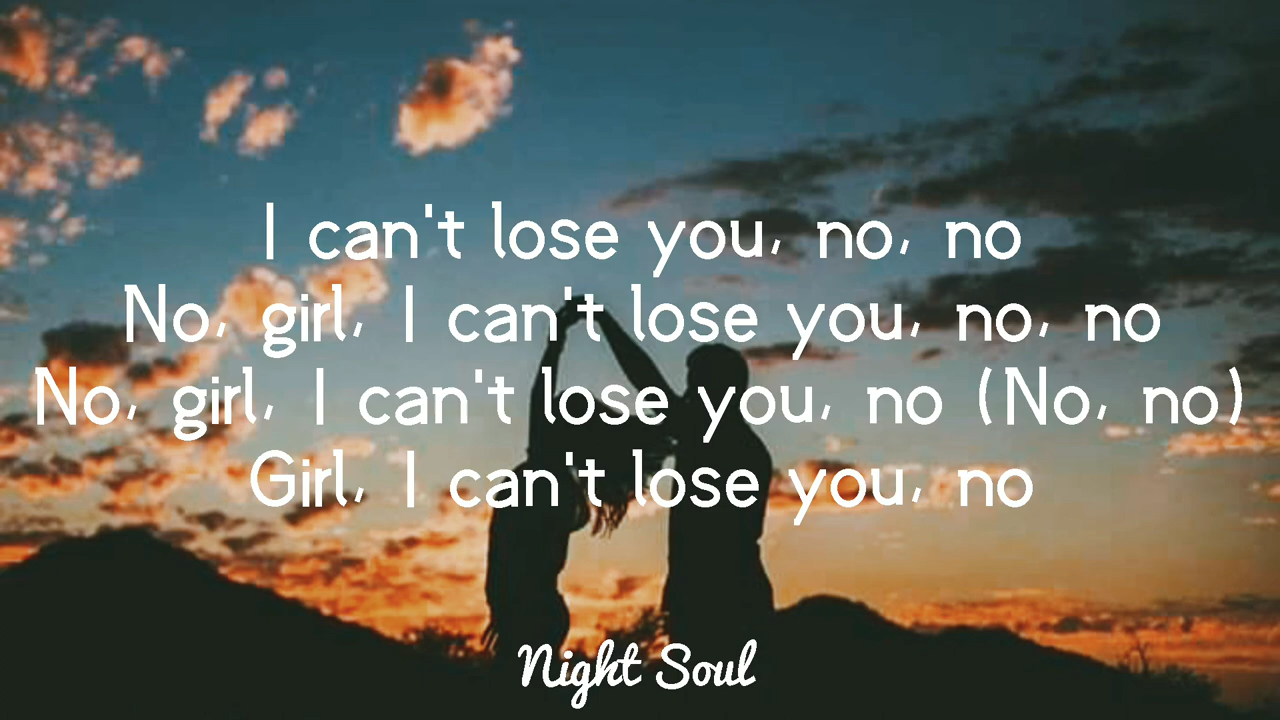 I can't lose you, no, no
No, girl, I can't lose you, no, no
No, girl, I can't lose you, no (No, no)
Girl, I can't lose you, no
Night Soul